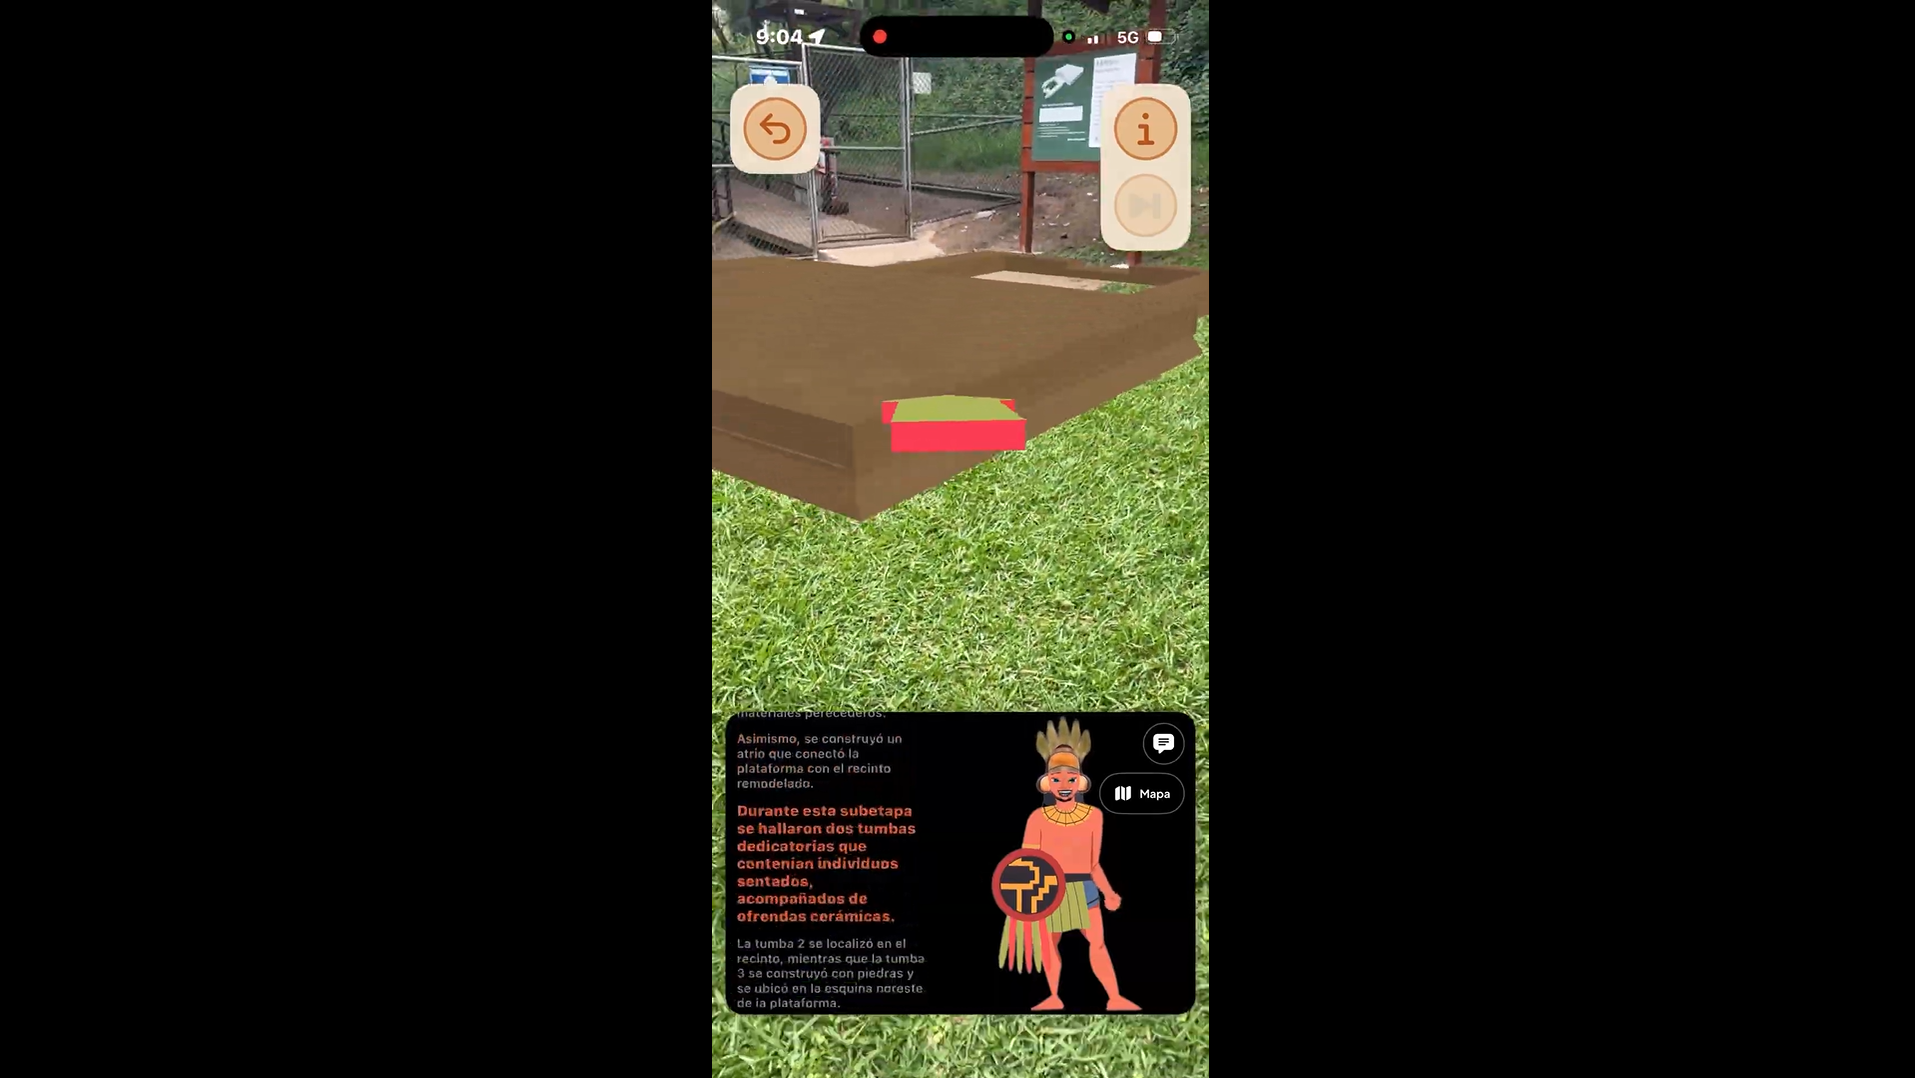 9:04
5G
materiales perecederos.
Asimismo, se construyó un
atrio que conectó la
plataforma con el recinto
remodelado.
Durante esta subetapa
se hallaron dos tumbas
dedicatorias que
contenían individuos
sentados,
acompañados de
ofrendas cerámicas.
La tumba 2 se localizó en el
recinto, mientras que la tumba
3 se construyó con piedras y
se ubicó en la esquina noreste
de la plataforma.
Mapa